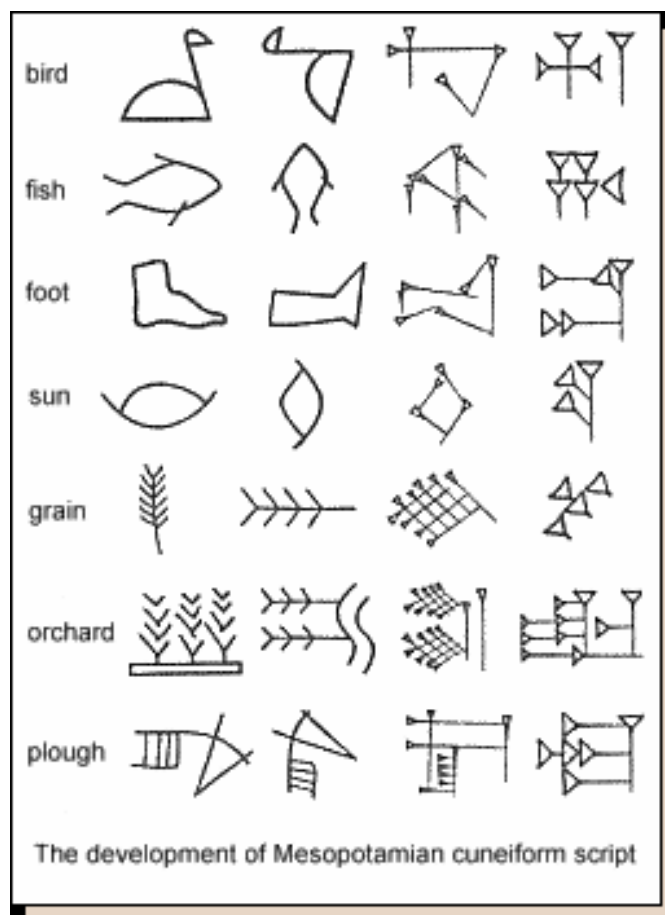 bird
fish
foot
sun
grain
orchard
plough
The development of Mesopotamian cuneiform script